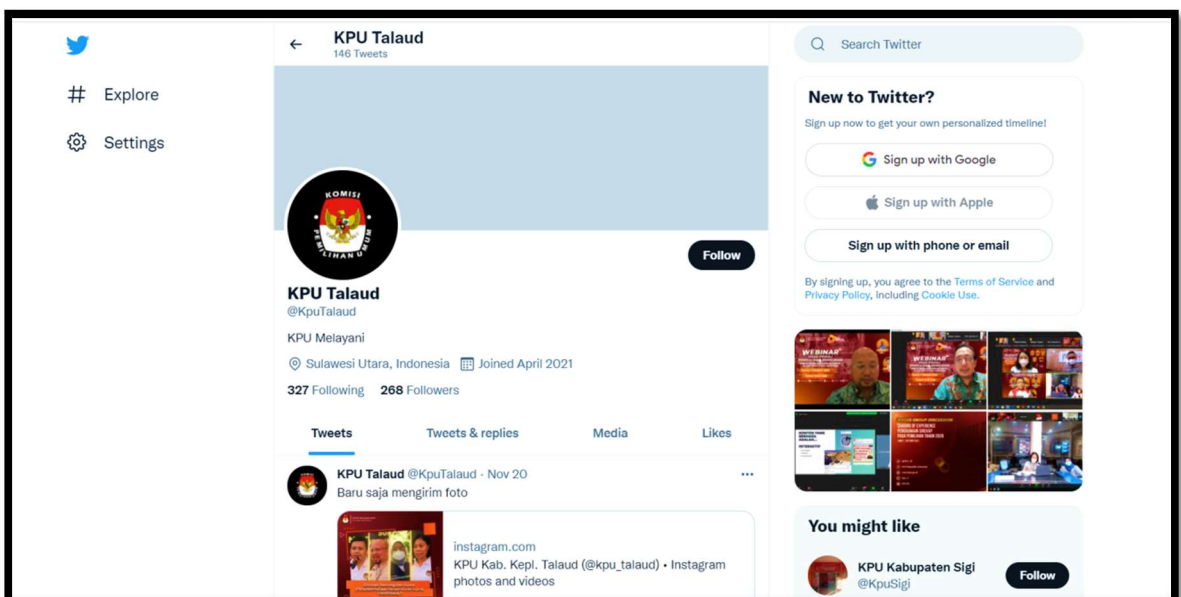 KPU Talaud
146 Tweets
Explore
Settings
KOMISI
PEMILIHAN UMUM
Follow
KPU Talaud
@KpuTalaud
KPU Melayani
Sulawesi Utara, Indonesia Joined April 2021
327 Following 268 Followers
Tweets Tweets & replies Media Likes
KPU Talaud @KpuTalaud · Nov 20
Baru saja mengirim foto
instagram.com
KPU Kab. Kepl. Talaud (@kpu_talaud) • Instagram
photos and videos
Search Twitter
New to Twitter?
Sign up now to get your own personalized timeline!
Sign up with Google
Sign up with Apple
Sign up with phone or email
By signing up, you agree to the Terms of Service and
Privacy Policy, including Cookie Use.
WEBINAR
WEBINAR
You might like
KPU Kabupaten Sigi
@KpuSigi
Follow